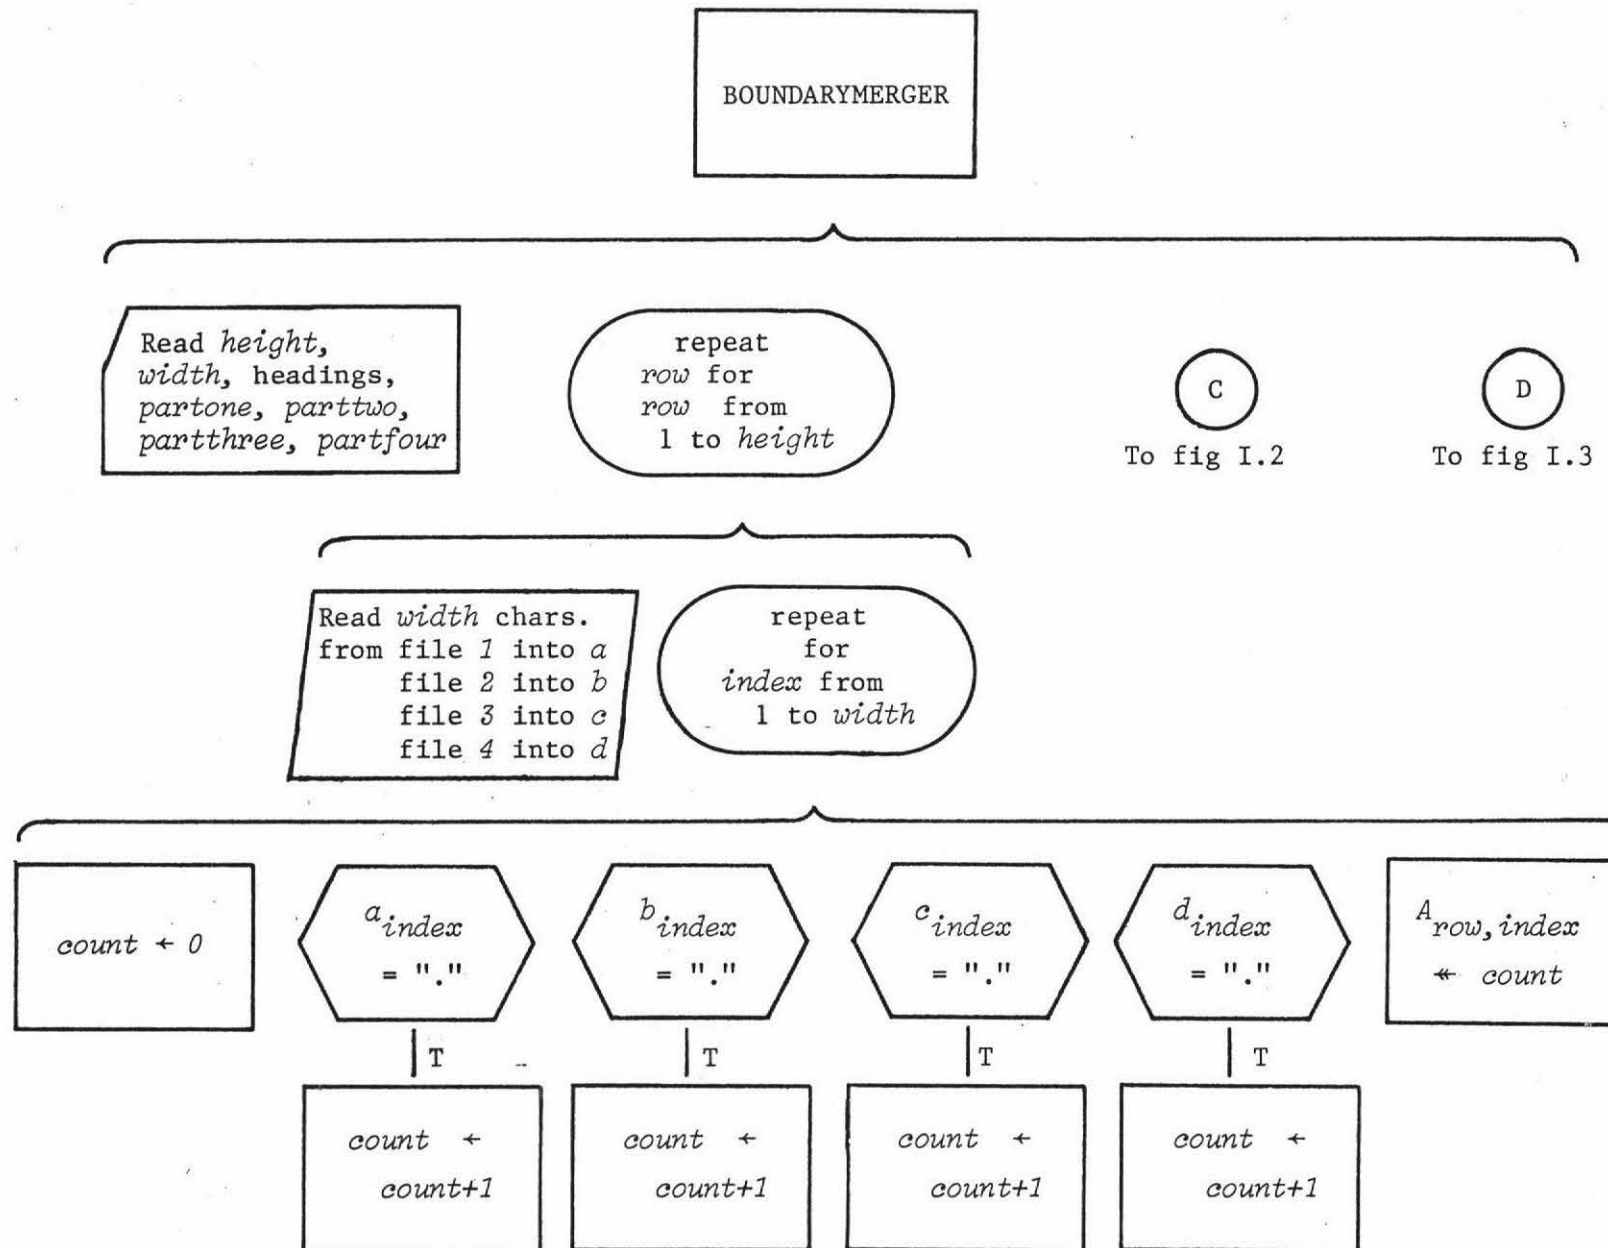 BOUNDARYMERGER
Read height,
width, headings,
partone, parttwo,
partthree, partfour
repeat
row for
row from
1 to height
C
To fig I.2
D
To fig I.3
Read width chars.
from file 1 into a
file 2 into b
file 3 into c
file 4 into d
repeat
for
index from
1 to width
count ← 0
a index
= "."
b index
= "."
c index
= "."
d index
= "."
A row, index
↞ count
T
T
T
T
count ←
count+1
count ←
count+1
count ←
count+1
count ←
count+1